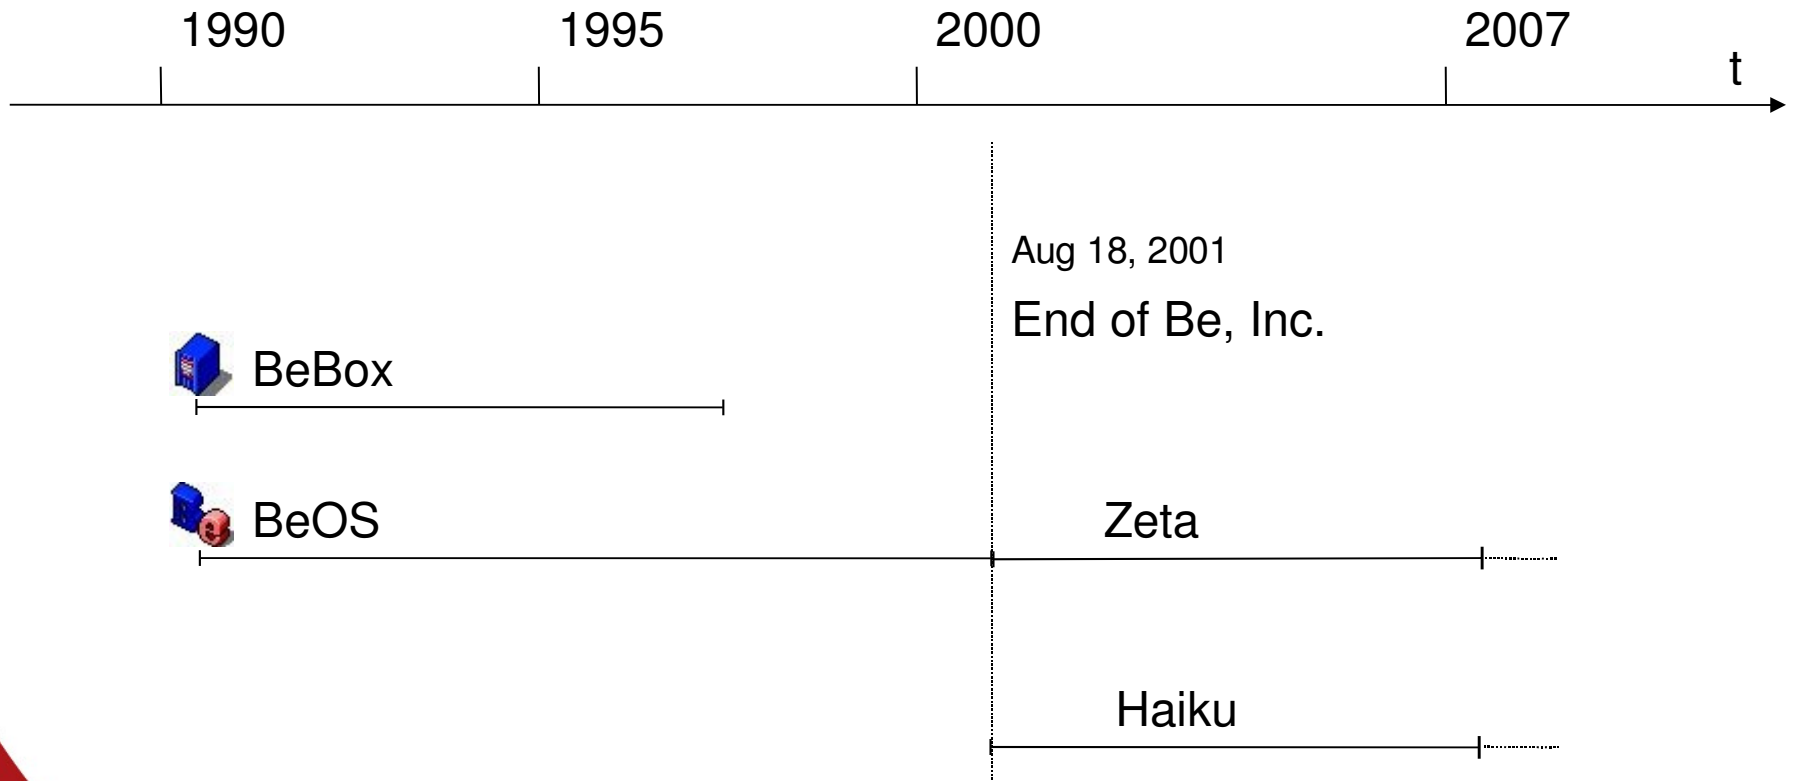 1990 1995 2000 2007
t
Aug 18, 2001
End of Be, Inc.
BeBox
BeOS Zeta
Haiku